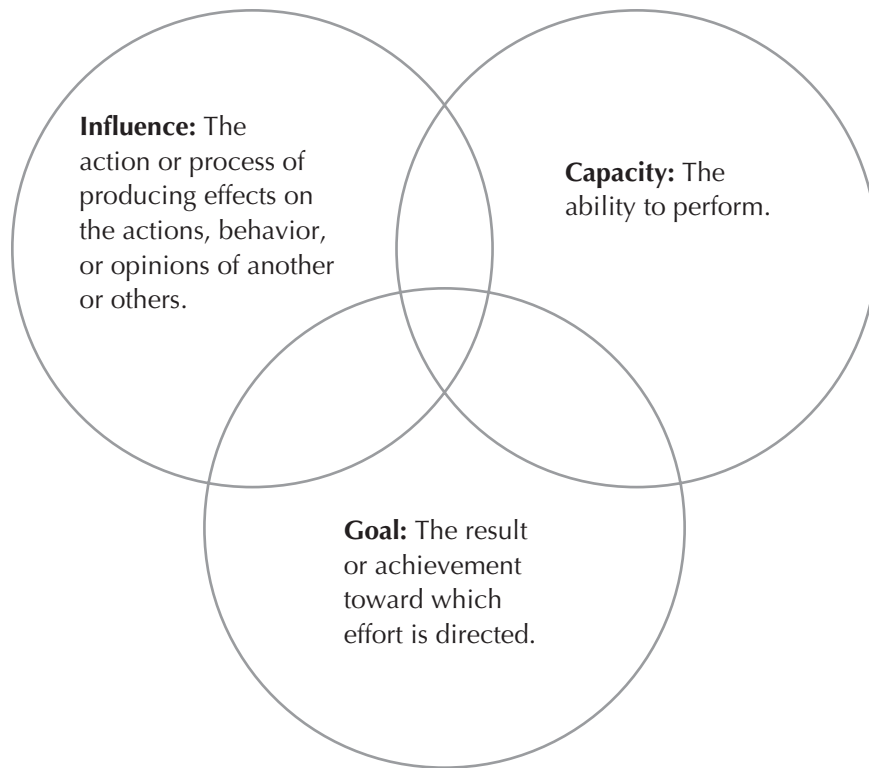 Influence: The
action or process of
producing effects on
the actions, behavior,
or opinions of another
or others.
Capacity: The
ability to perform.
Goal: The result
or achievement
toward which
effort is directed.